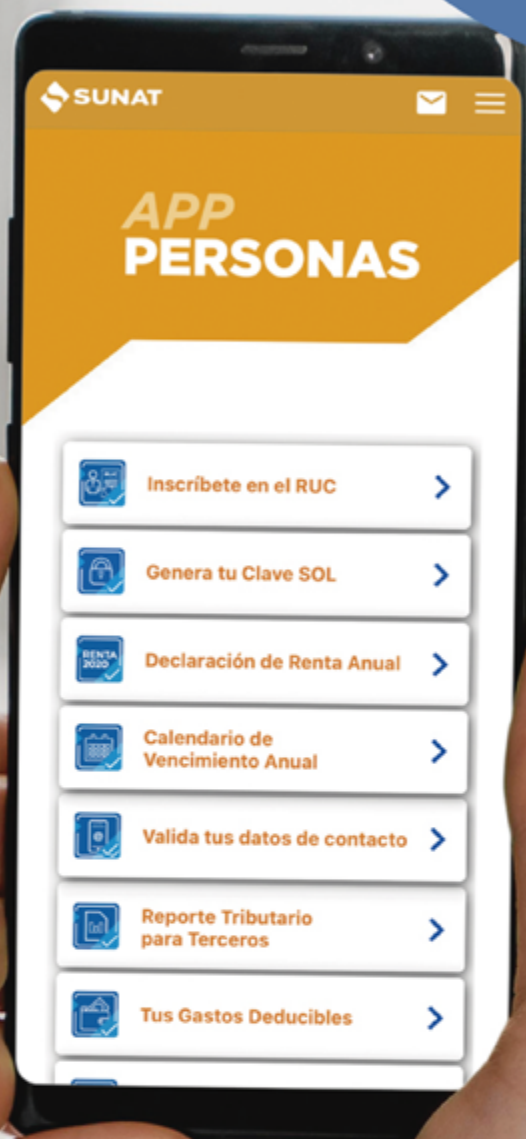 SUNAT
APP
PERSONAS
Inscríbete en el RUC
Genera tu Clave SOL
RENTA
2020
Declaración de Renta Anual
Calendario de
Vencimiento Anual
Valida tus datos de contacto
Reporte Tributario
para Terceros
Tus Gastos Deducibles